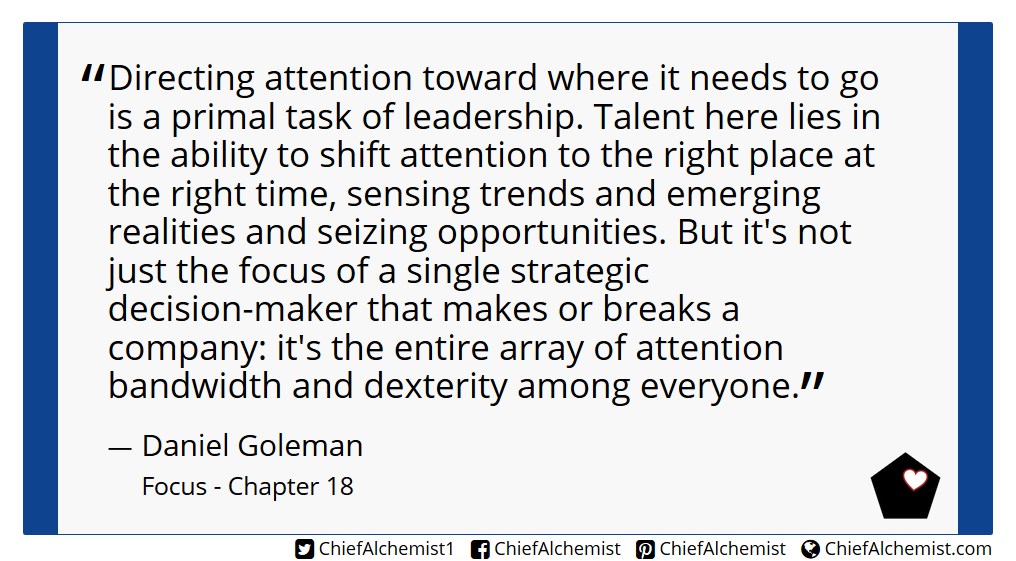 “Directing attention toward where it needs to go
is a primal task of leadership. Talent here lies in
the ability to shift attention to the right place at
the right time, sensing trends and emerging
realities and seizing opportunities. But it's not
just the focus of a single strategic
decision-maker that makes or breaks a
company: it's the entire array of attention
bandwidth and dexterity among everyone.”
— Daniel Goleman
Focus - Chapter 18
ChiefAlchemist1 ChiefAlchemist ChiefAlchemist ChiefAlchemist.com